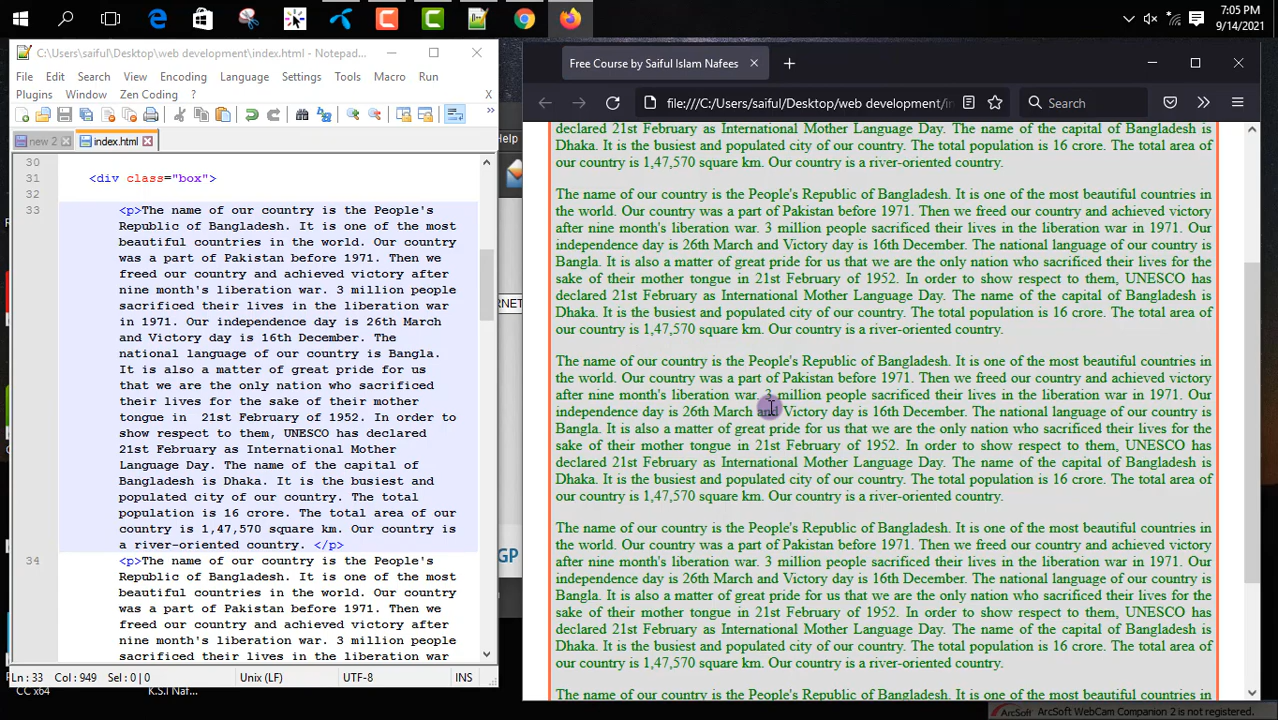 7:05 PM
9/14/2021
C:\Users\saiful\Desktop\web development\index.html - Notepad...
File Edit Search View Encoding Language Settings Tools Macro Run
Plugins Window Zen Coding ? X
new 2 index.html
30
31 <div class="box">
32
33 <p>The name of our country is the People's
Republic of Bangladesh. It is one of the most
beautiful countries in the world. Our country
was a part of Pakistan before 1971. Then we
freed our country and achieved victory after
nine month's liberation war. 3 million people
sacrificed their lives in the liberation war
in 1971. Our independence day is 26th March
and Victory day is 16th December. The
national language of our country is Bangla.
It is also a matter of great pride for us
that we are the only nation who sacrificed
their lives for the sake of their mother
tongue in 21st February of 1952. In order to
show respect to them, UNESCO has declared
21st February as International Mother
Language Day. The name of the capital of
Bangladesh is Dhaka. It is the busiest and
populated city of our country. The total
population is 16 crore. The total area of our
country is 1,47,570 square km. Our country is
a river-oriented country. </p>
34 <p>The name of our country is the People's
Republic of Bangladesh. It is one of the most
beautiful countries in the world. Our country
was a part of Pakistan before 1971. Then we
freed our country and achieved victory after
nine month's liberation war. 3 million people
sacrificed their lives in the liberation war
Ln : 33 Col : 949 Sel : 0 | 0 Unix (LF) UTF-8 INS
CC x64 K.S.I Naf...
Help
RNET
GP
Free Course by Saiful Islam Nafees
file:///C:/Users/saiful/Desktop/web development/in
Search
declared 21st February as International Mother Language Day. The name of the capital of Bangladesh is
Dhaka. It is the busiest and populated city of our country. The total population is 16 crore. The total area of
our country is 1,47,570 square km. Our country is a river-oriented country.
The name of our country is the People's Republic of Bangladesh. It is one of the most beautiful countries in
the world. Our country was a part of Pakistan before 1971. Then we freed our country and achieved victory
after nine month's liberation war. 3 million people sacrificed their lives in the liberation war in 1971. Our
independence day is 26th March and Victory day is 16th December. The national language of our country is
Bangla. It is also a matter of great pride for us that we are the only nation who sacrificed their lives for the
sake of their mother tongue in 21st February of 1952. In order to show respect to them, UNESCO has
declared 21st February as International Mother Language Day. The name of the capital of Bangladesh is
Dhaka. It is the busiest and populated city of our country. The total population is 16 crore. The total area of
our country is 1,47,570 square km. Our country is a river-oriented country.
The name of our country is the People's Republic of Bangladesh. It is one of the most beautiful countries in
the world. Our country was a part of Pakistan before 1971. Then we freed our country and achieved victory
after nine month's liberation war. 3 million people sacrificed their lives in the liberation war in 1971. Our
independence day is 26th March and Victory day is 16th December. The national language of our country is
Bangla. It is also a matter of great pride for us that we are the only nation who sacrificed their lives for the
sake of their mother tongue in 21st February of 1952. In order to show respect to them, UNESCO has
declared 21st February as International Mother Language Day. The name of the capital of Bangladesh is
Dhaka. It is the busiest and populated city of our country. The total population is 16 crore. The total area of
our country is 1,47,570 square km. Our country is a river-oriented country.
The name of our country is the People's Republic of Bangladesh. It is one of the most beautiful countries in
the world. Our country was a part of Pakistan before 1971. Then we freed our country and achieved victory
after nine month's liberation war. 3 million people sacrificed their lives in the liberation war in 1971. Our
independence day is 26th March and Victory day is 16th December. The national language of our country is
Bangla. It is also a matter of great pride for us that we are the only nation who sacrificed their lives for the
sake of their mother tongue in 21st February of 1952. In order to show respect to them, UNESCO has
declared 21st February as International Mother Language Day. The name of the capital of Bangladesh is
Dhaka. It is the busiest and populated city of our country. The total population is 16 crore. The total area of
our country is 1,47,570 square km. Our country is a river-oriented country.
The name of our country is the People's Republic of Bangladesh. It is one of the most beautiful countries in
ArcSoft ArcSoft WebCam Companion 2 is not registered.